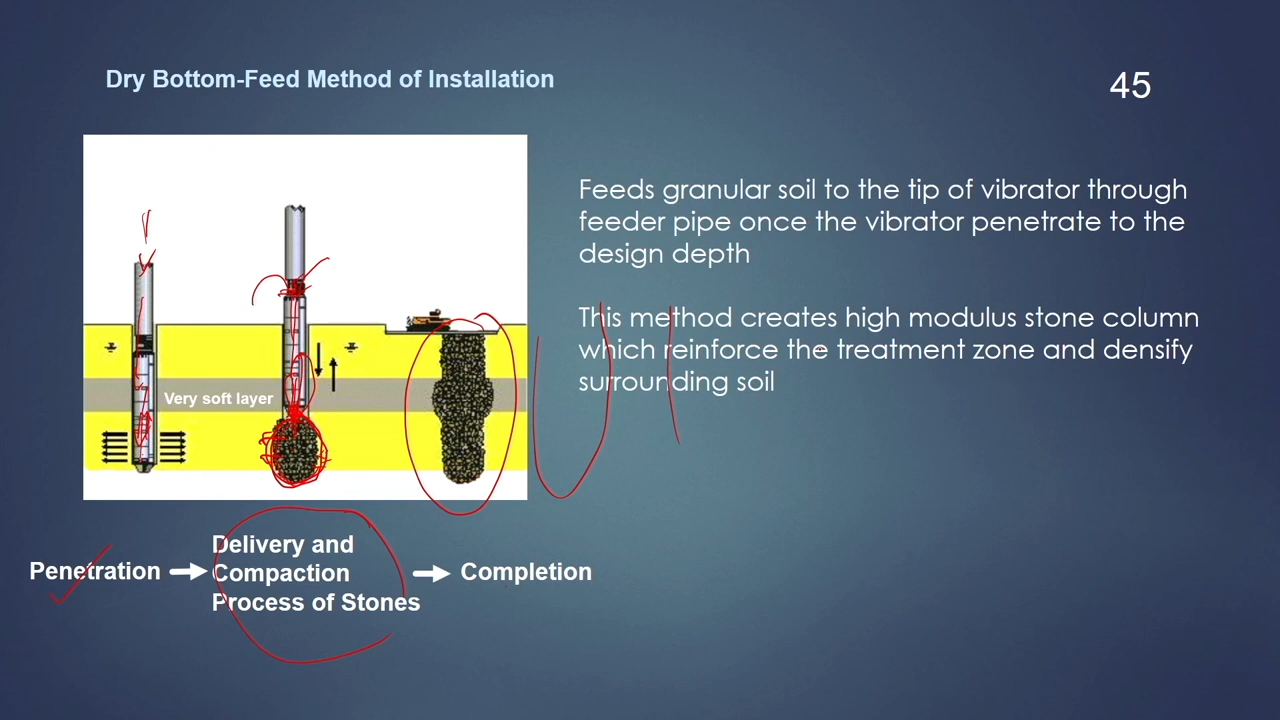 Dry Bottom-Feed Method of Installation
45
Feeds granular soil to the tip of vibrator through
feeder pipe once the vibrator penetrate to the
design depth
This method creates high modulus stone column
which reinforce the treatment zone and densify
surrounding soil
Very soft layer
Penetration
Delivery and
Compaction
Process of Stones
Completion